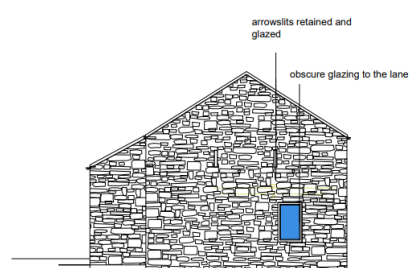 arrowslits retained and
glazed
obscure glazing to the lane